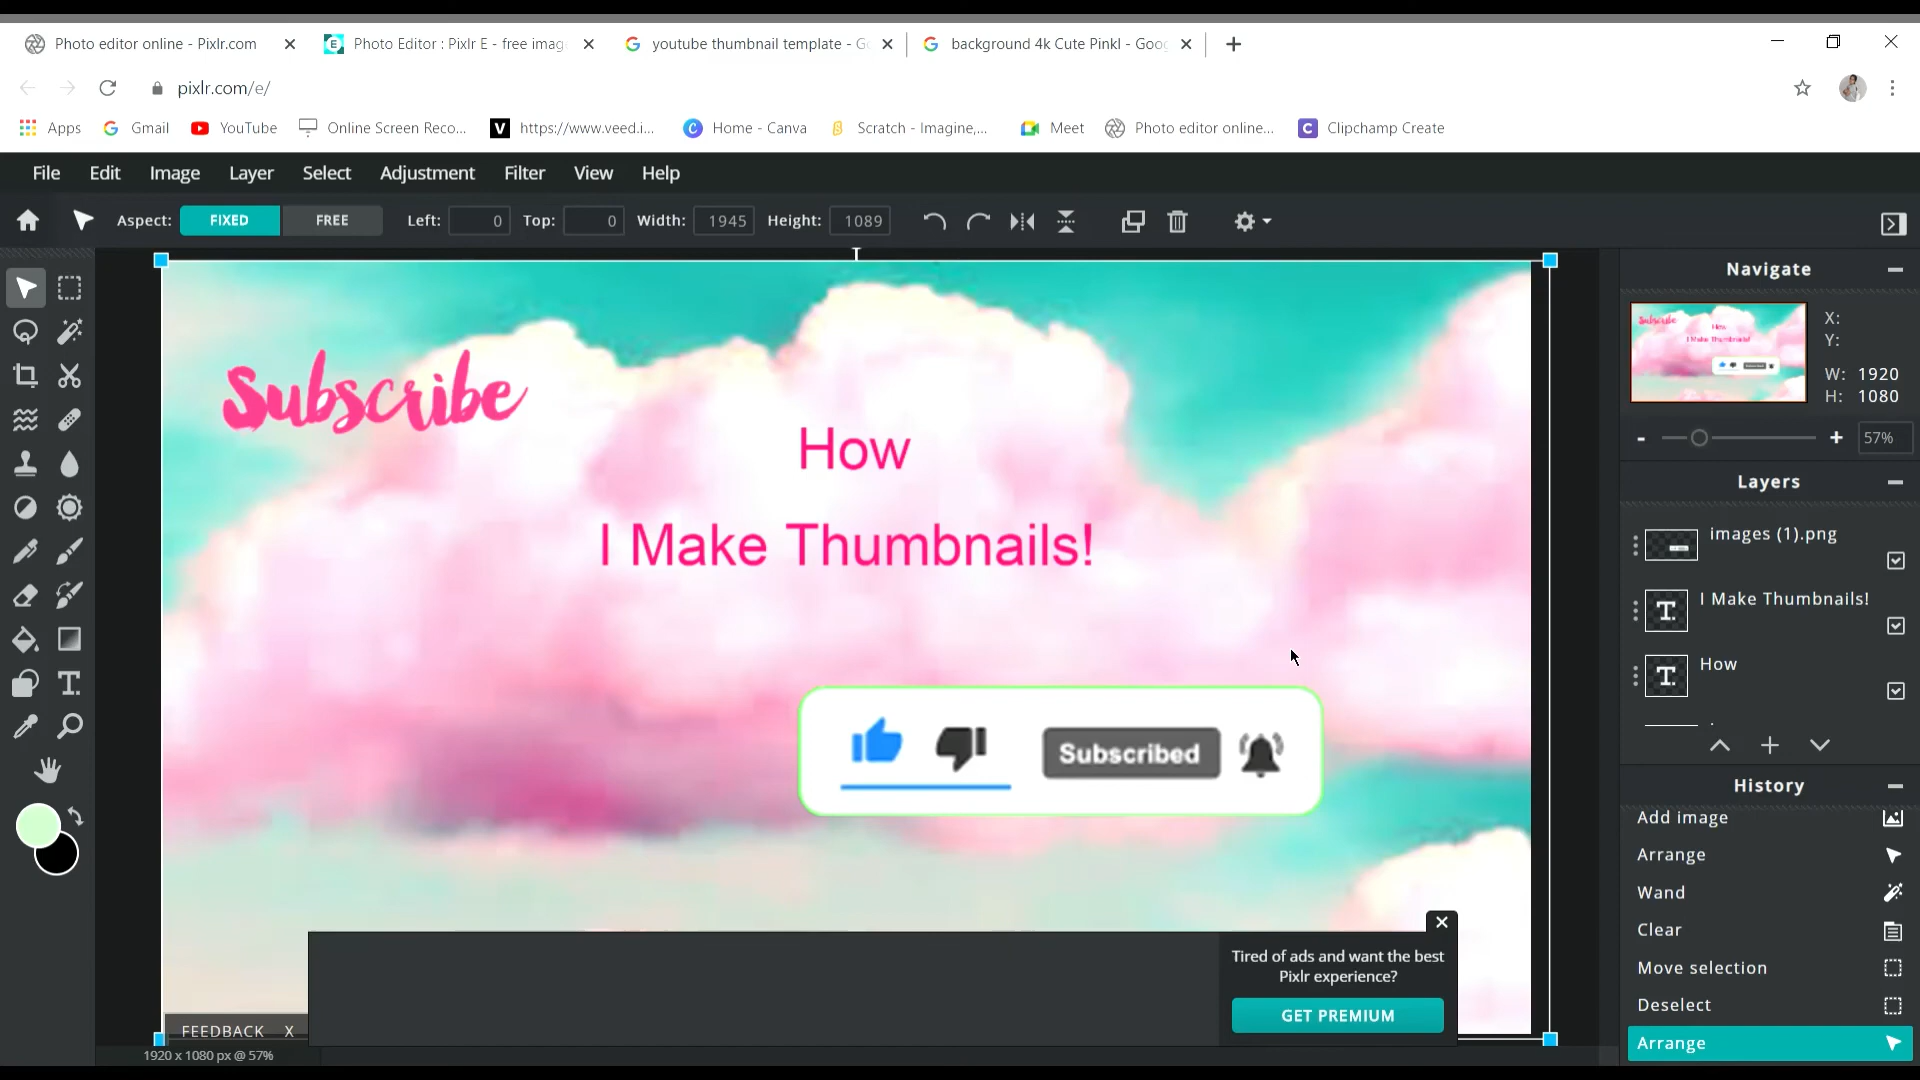 Photo editor online - Pixlr.com
Photo Editor : Pixlr E - free imag
youtube thumbnail template - G
background 4k Cute Pinkl - Goog
pixlr.com/e/
Apps
Gmail
YouTube
Online Screen Reco...
V
https://www.veed.i...
Home - Canva
Scratch - Imagine,...
Meet
Photo editor online...
Clipchamp Create
File Edit Image Layer Select Adjustment Filter View Help
Aspect: FIXED FREE Left: 0 Top: 0 Width: 1945 Height: 1089
Navigate
X:
Y:
W: 1920
H: 1080
- + 57%
Subscribe
How
I Make Thumbnails!
Subscribed
Layers
images (1).png
T I Make Thumbnails!
T How
History
Add image
Arrange
Wand
Clear
Move selection
Deselect
Arrange
Tired of ads and want the best
Pixlr experience?
GET PREMIUM
FEEDBACK X
1920 x 1080 px @ 57%